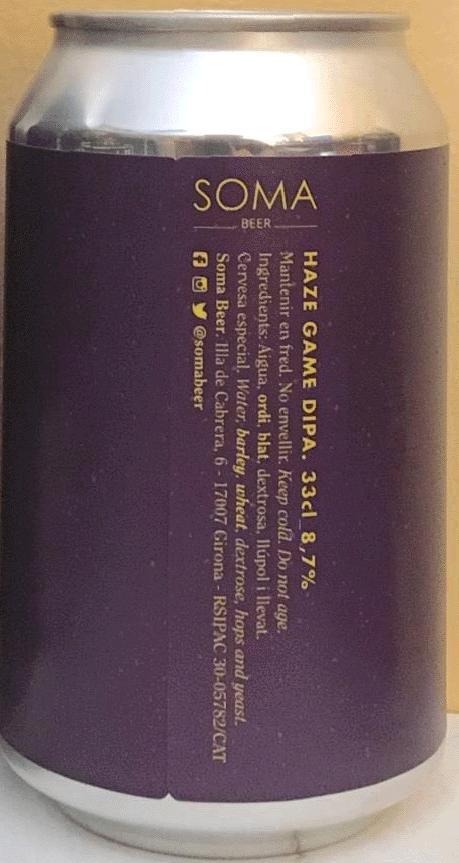 SOMA
BEER
HAZE GAME DIPA. 33cl_8,7%
Mantenir en fred. No envellir. Keep cold. Do not age.
Ingredients: Aigua, ordi, blat, dextrosa, llúpol i llevat.
Cervesa especial, Water, barley, wheat, dextrose, hops and yeast.
Soma Beer. Illa de Cabrera, 6 - 17007 Girona - RSIPAC 30-05782/CAT
@somabeer